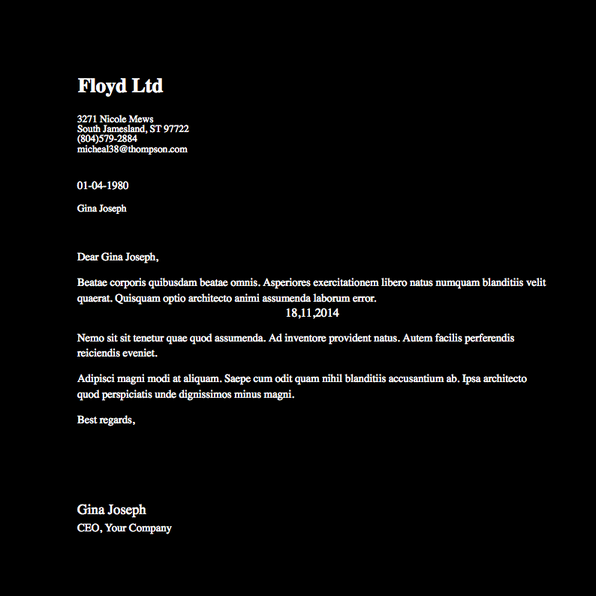 Floyd Ltd
3271 Nicole Mews
South Jamesland, ST 97722
(804)579-2884
micheal38@thompson.com
01-04-1980
Gina Joseph
Dear Gina Joseph,
Beatae corporis quibusdam beatae omnis. Asperiores exercitationem libero natus numquam blanditiis velit
quaerat. Quisquam optio architecto animi assumenda laborum error.
18,11,2014
Nemo sit sit tenetur quae quod assumenda. Ad inventore provident natus. Autem facilis perferendis
reiciendis eveniet.
Adipisci magni modi at aliquam. Saepe cum odit quam nihil blanditiis accusantium ab. Ipsa architecto
quod perspiciatis unde dignissimos minus magni.
Best regards,
Gina Joseph
CEO, Your Company